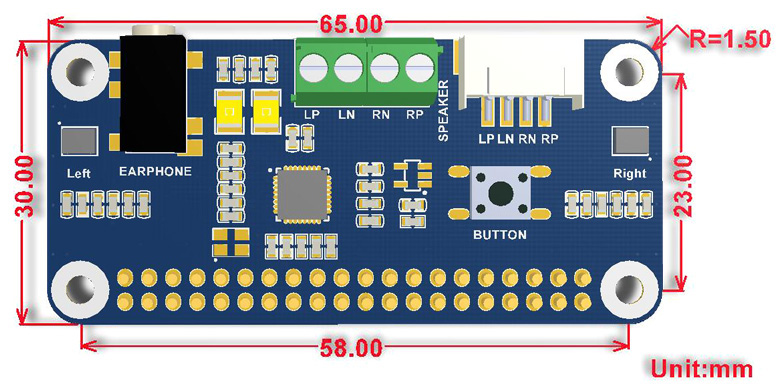 65.00
R=1.50
LP LN RN RP
SPEAKER
LP LN RN RP
Left
EARPHONE
Right
30.00
23.00
BUTTON
58.00
Unit:mm